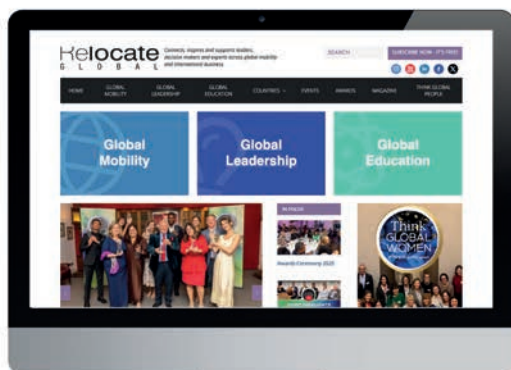 Relocate
GLOBAL
Connects, inspires and supports leaders,
decision makers and experts across global mobility
and international business
SEARCH
SUBSCRIBE NOW - IT'S FREE!
HOME
GLOBAL
MOBILITY
GLOBAL
LEADERSHIP
GLOBAL
EDUCATION
COUNTRIES
EVENTS
AWARDS
MAGAZINE
THINK GLOBAL
PEOPLE
Global
Mobility
Global
Leadership
Global
Education
IN FOCUS
Awards Ceremony 2025
Think
GLOBAL
WOMEN